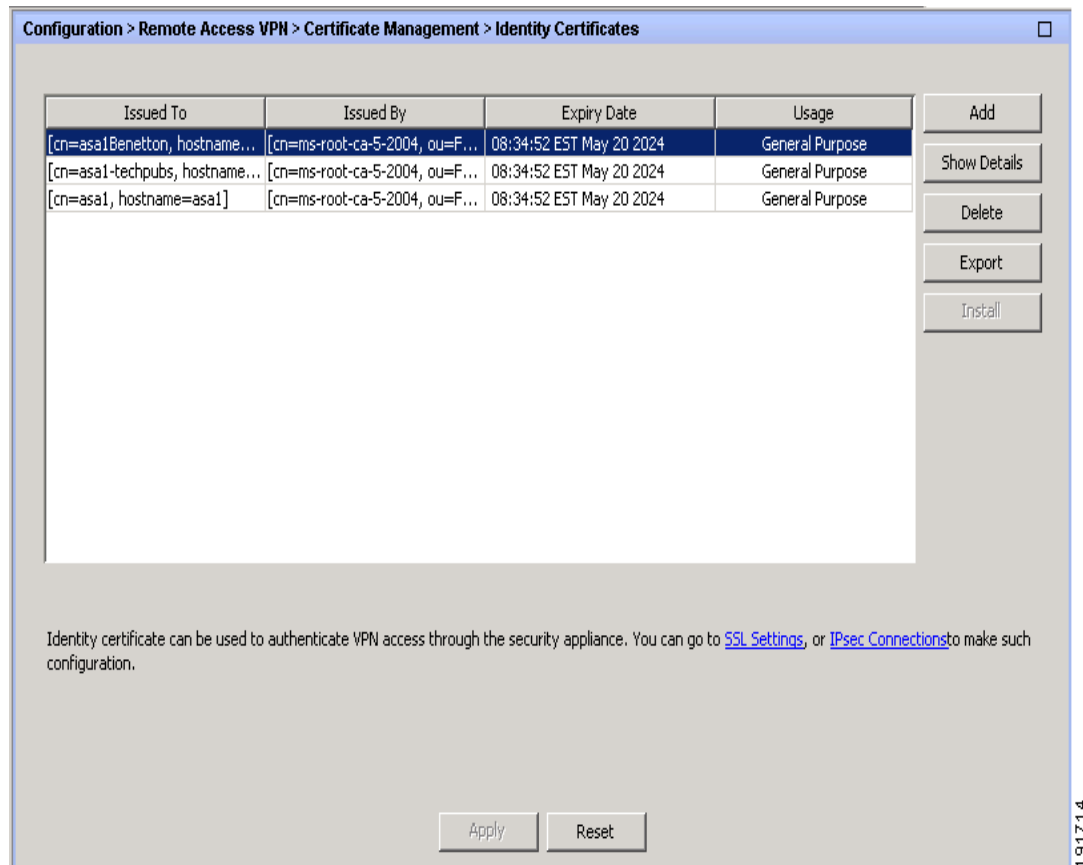 Configuration > Remote Access VPN > Certificate Management > Identity Certificates
Issued To Issued By Expiry Date Usage
[cn=asa1Benetton, hostname... [cn=ms-root-ca-5-2004, ou=F... 08:34:52 EST May 20 2024 General Purpose
[cn=asa1-techpubs, hostname... [cn=ms-root-ca-5-2004, ou=F... 08:34:52 EST May 20 2024 General Purpose
[cn=asa1, hostname=asa1] [cn=ms-root-ca-5-2004, ou=F... 08:34:52 EST May 20 2024 General Purpose
Add
Show Details
Delete
Export
Install
Identity certificate can be used to authenticate VPN access through the security appliance. You can go to SSL Settings, or IPsec Connectionsto make such
configuration.
Apply Reset
191714